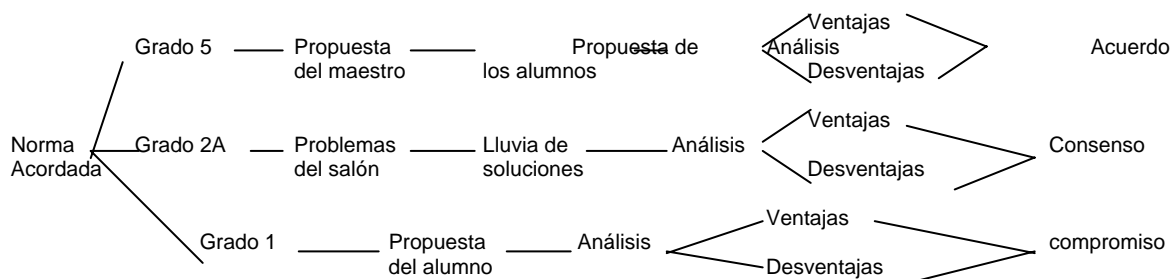 Ventajas
Grado 5 Propuesta Propuesta de Análisis Acuerdo
del maestro los alumnos Desventajas
Ventajas
Norma Grado 2A Problemas Lluvia de Análisis Consenso
Acordada del salón soluciones Desventajas
Ventajas
Grado 1 Propuesta Análisis compromiso
del alumno Desventajas